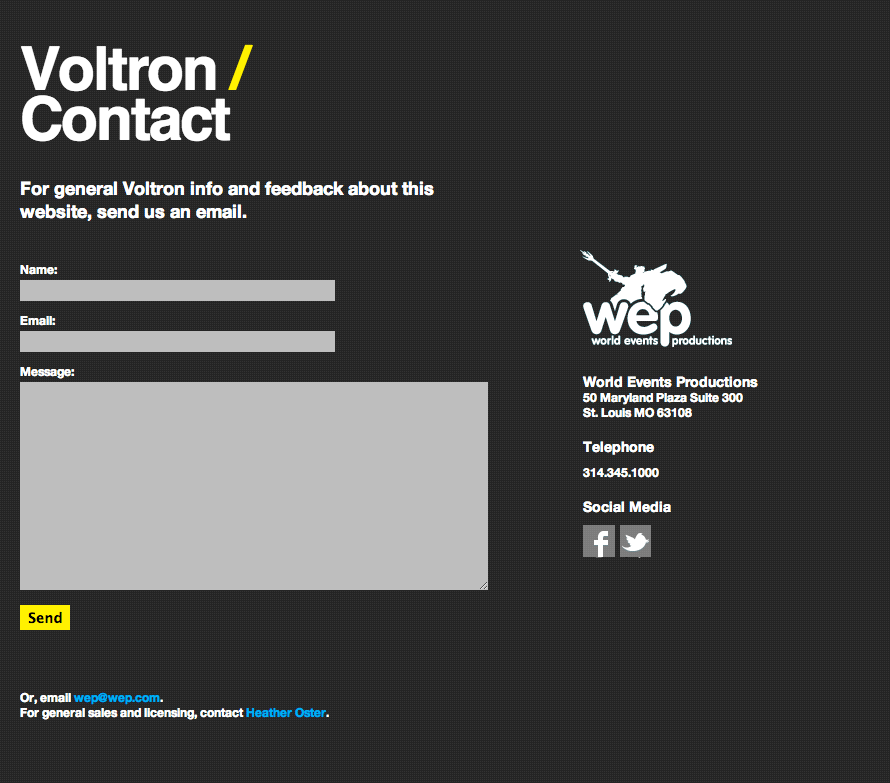 Voltron /
Contact
For general Voltron info and feedback about this
website, send us an email.
Name:
Email:
Message:
Send
Or, email wep@wep.com.
For general sales and licensing, contact Heather Oster.
wep
world events productions
World Events Productions
50 Maryland Plaza Suite 300
St. Louis MO 63108
Telephone
314.345.1000
Social Media